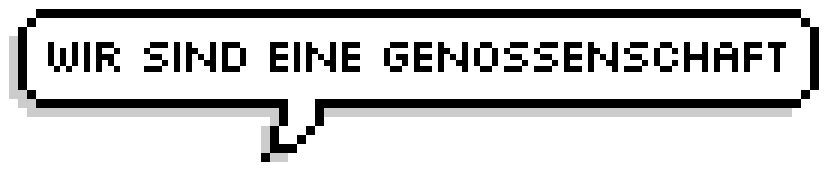 WIR SIND EINE GENOSSENSCHAFT